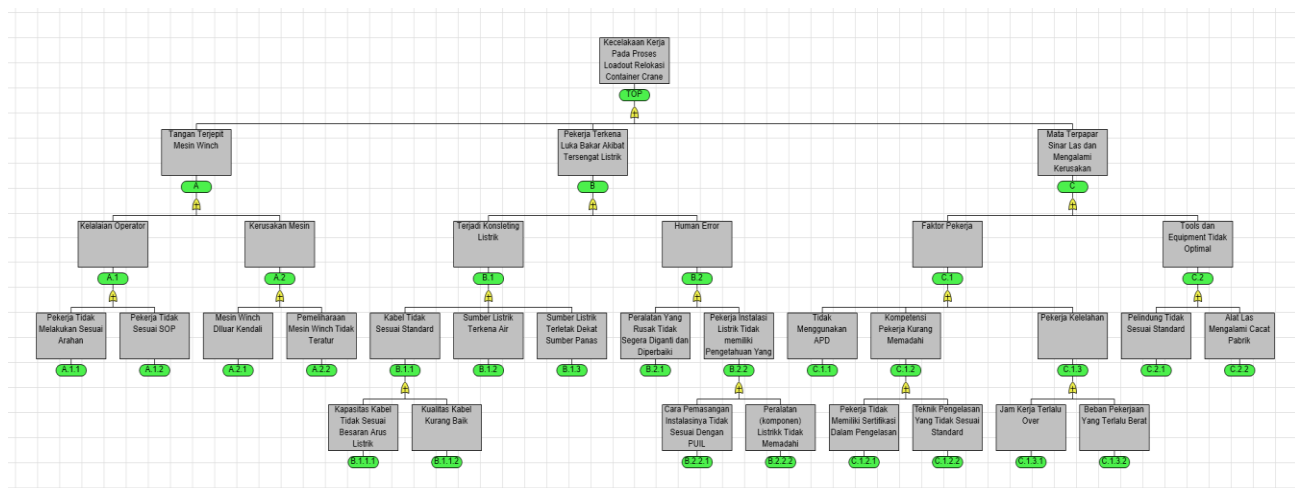 Kecelakaan Kerja
Pada Proses
Loadout Relokasi
Container Crane
TOP
Tangan Terjepit
Mesin Winch
A
Pekerja Terkena
Luka Bakar Akibat
Tersengat Listrik
B
Mata Terpapar
Sinar Las dan
Mengalami
Kerusakan
C
Kelalaian Operator
A.1
Kerusakan Mesin
A.2
Terjadi Konsleting
Listrik
B.1
Human Error
B.2
Faktor Pekerja
C.1
Tools dan
Equipment Tidak
Optimal
C.2
Pekerja Tidak
Melakukan Sesuai
Arahan
A.1.1
Pekerja Tidak
Sesuai SOP
A.1.2
Mesin Winch
DIluar Kendali
A.2.1
Pemeliharaan
Mesin Winch Tidak
Teratur
A.2.2
Kabel Tidak
Sesuai Standard
B.1.1
Sumber Listrik
Terkena Air
B.1.2
Sumber Listrik
Terletak Dekat
Sumber Panas
B.1.3
Peralatan Yang
Rusak Tidak
Segera Diganti dan
Diperbaiki
B.2.1
Pekerja Instalasi
Listrik Tidak
memiliki
Pengetahuan Yang
B.2.2
Tidak
Menggunakan
APD
C.1.1
Kompetensi
Pekerja Kurang
Memadahi
C.1.2
Pekerja Kelelahan
C.1.3
Pelindung Tidak
Sesuai Standard
C.2.1
Alat Las
Mengalami Cacat
Pabrik
C.2.2
Kapasitas Kabel
Tidak Sesuai
Besaran Arus
Listrik
B.1.1.1
Kualitas Kabel
Kurang Baik
B.1.1.2
Cara Pemasangan
Instalasinya Tidak
Sesuai Dengan
PUIL
B.2.2.1
Peralatan
(komponen)
Listrikk Tidak
Memadahi
B.2.2.2
Pekerja Tidak
Memiliki Sertifikasi
Dalam Pengelasan
C.1.2.1
Teknik Pengelasan
Yang Tidak Sesuai
Standard
C.1.2.2
Jam Kerja Terlalu
Over
C.1.3.1
Beban Pekerjaan
Yang Terlalu Berat
C.1.3.2